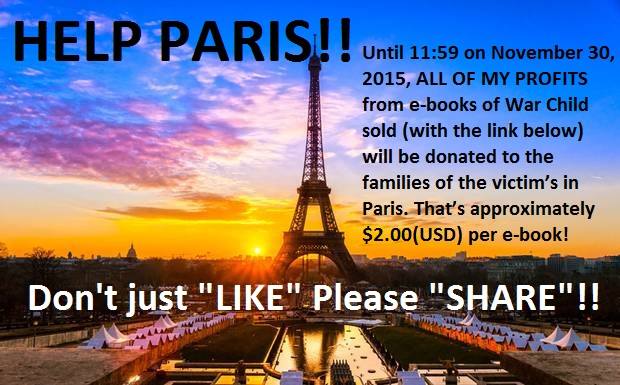 HELP PARIS!!
Until 11:59 on November 30,
2015, ALL OF MY PROFITS
from e-books of War Child
sold (with the link below)
will be donated to the
families of the victim's in
Paris. That's approximately
$2.00(USD) per e-book!
Don't just "LIKE" Please "SHARE"!!